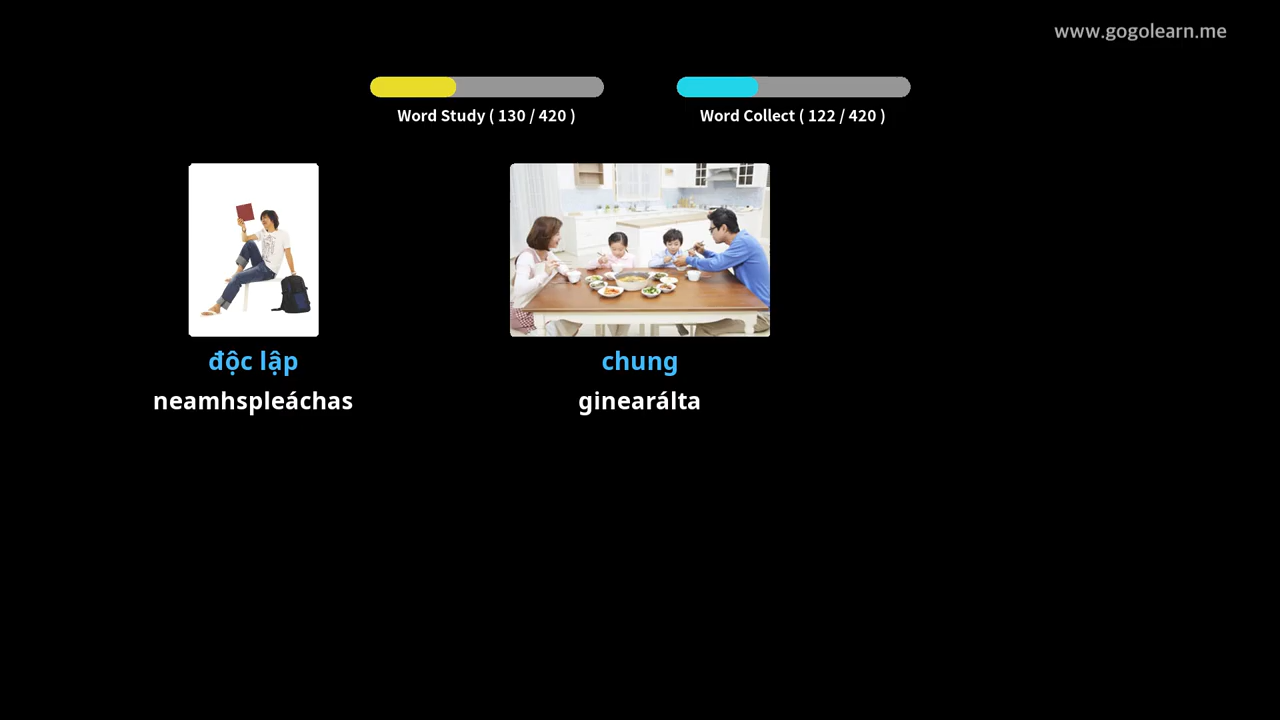 www.gogolearn.me
Word Study ( 130 / 420 )
Word Collect ( 122 / 420 )
độc lập
neamhspleáchas
chung
ginearálta